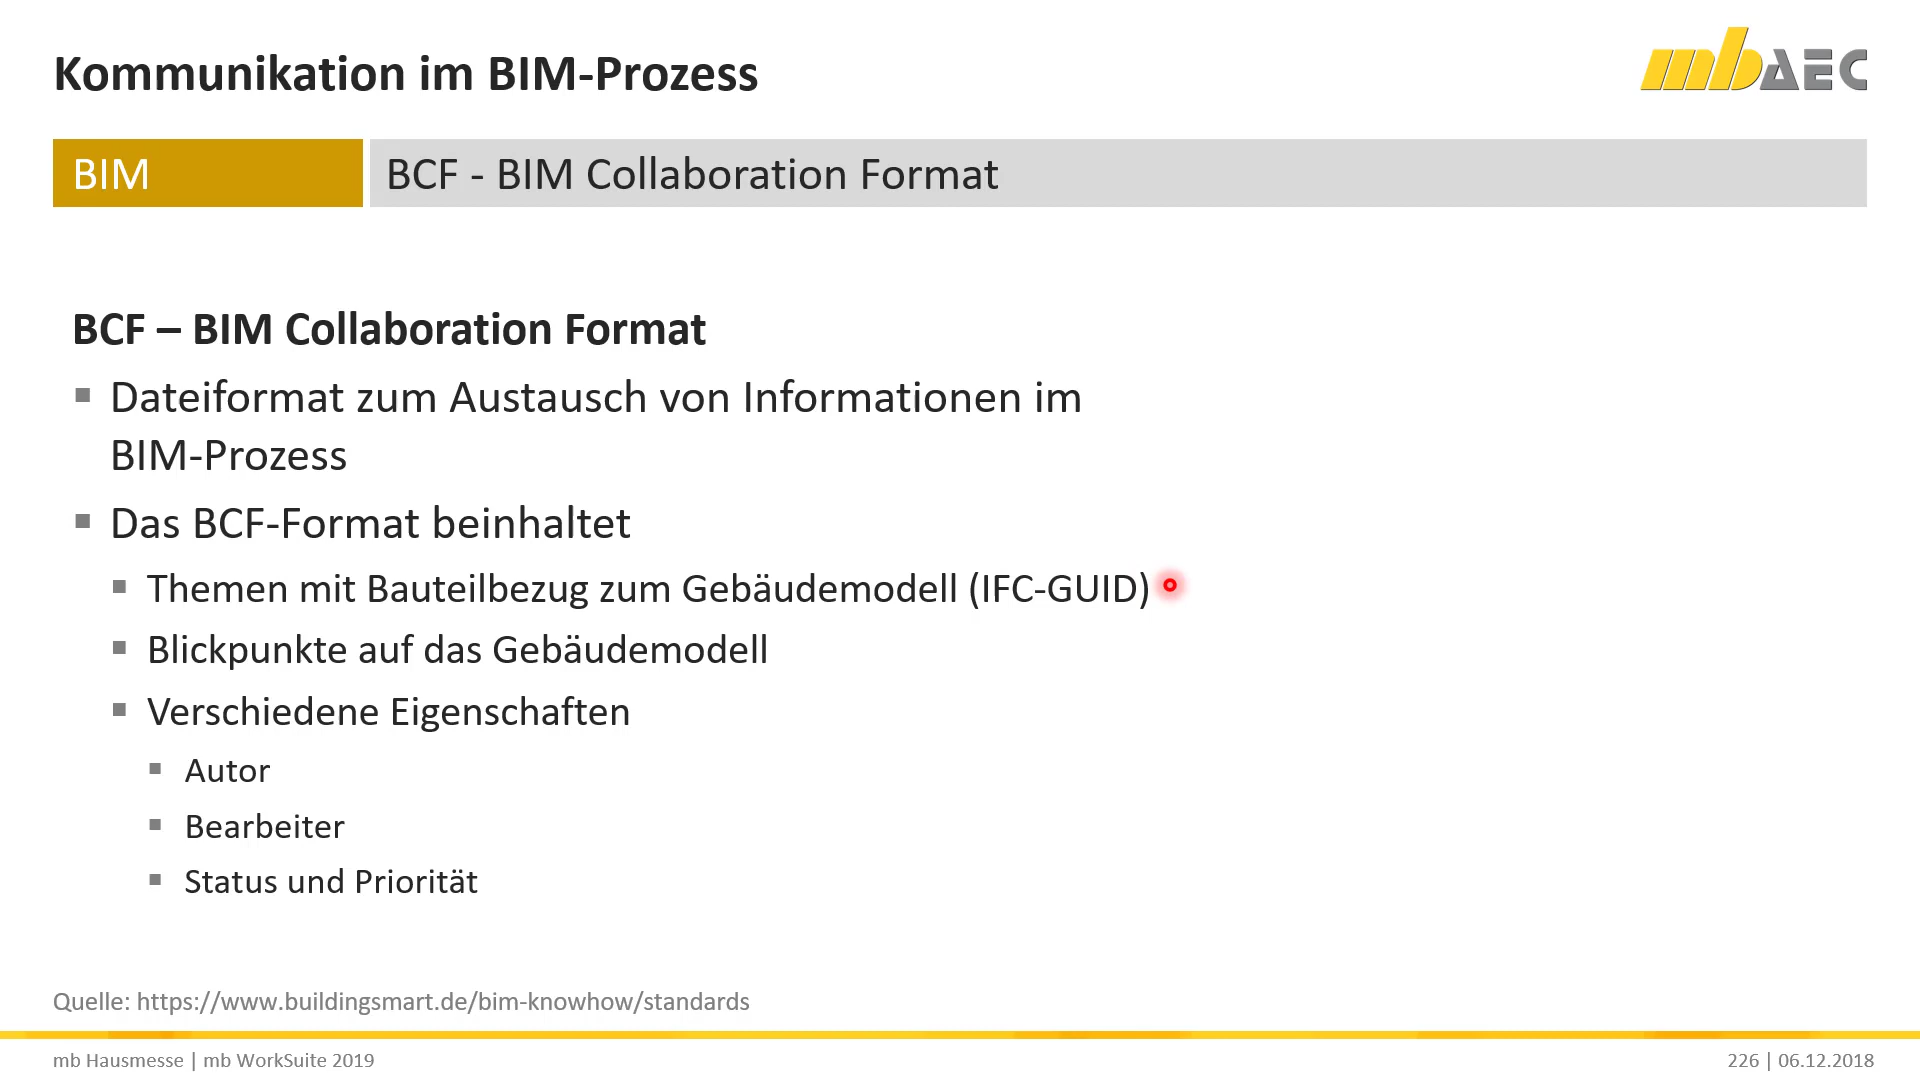 Kommunikation im BIM-Prozess
mbAEC
BIM
BCF - BIM Collaboration Format
BCF – BIM Collaboration Format
Dateiformat zum Austausch von Informationen im
BIM-Prozess
Das BCF-Format beinhaltet
Themen mit Bauteilbezug zum Gebäudemodell (IFC-GUID)
Blickpunkte auf das Gebäudemodell
Verschiedene Eigenschaften
Autor
Bearbeiter
Status und Priorität
Quelle: https://www.buildingsmart.de/bim-knowhow/standards
mb Hausmesse | mb WorkSuite 2019
226 | 06.12.2018